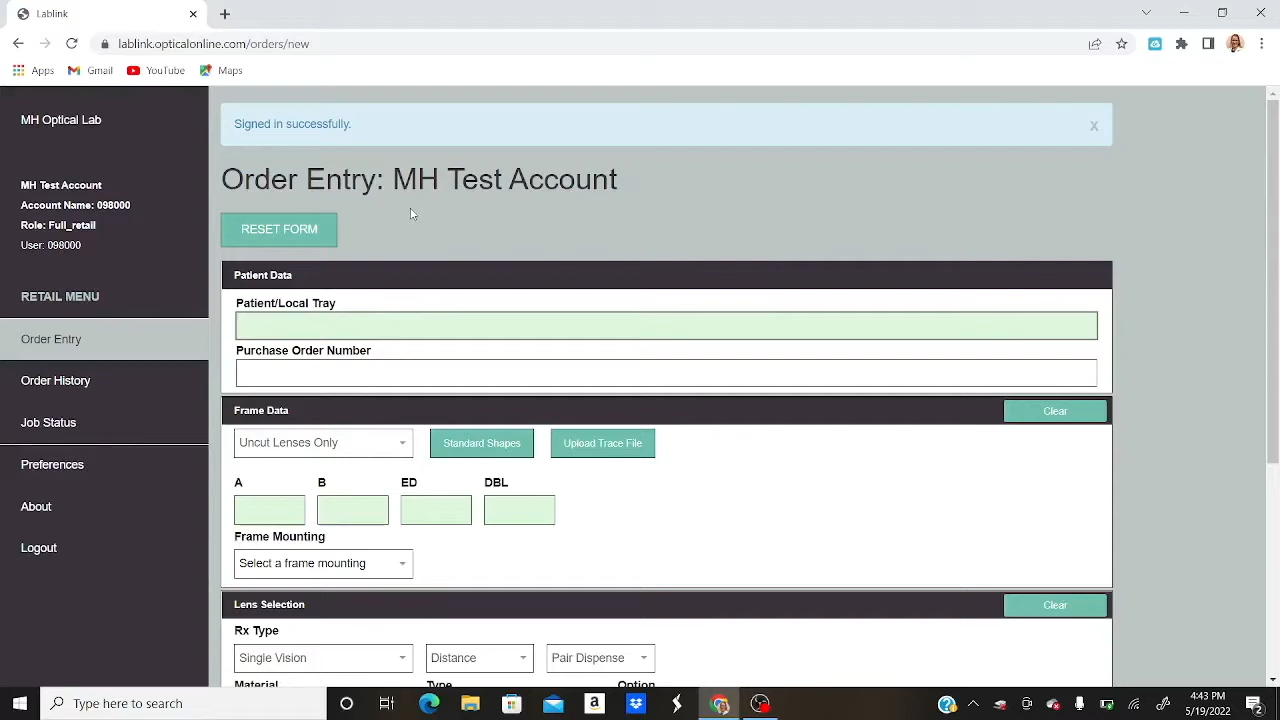 Lablink
lablink.opticalonline.com/orders/new
Apps Gmail YouTube Maps
MH Optical Lab
MH Test Account
Account Name: 098000
Role: Full_retail
User: 098000
RETAIL MENU
Order Entry
Order History
Job Status
Preferences
About
Logout
Signed in successfully. x
Order Entry: MH Test Account
RESET FORM
Patient Data
Patient/Local Tray
Purchase Order Number
Frame Data Clear
Uncut Lenses Only Standard Shapes Upload Trace File
A B ED DBL
Frame Mounting
Select a frame mounting
Lens Selection Clear
Rx Type
Single Vision Distance Pair Dispense
Material Type Option
Type here to search
4:43 PM
5/19/2022
2